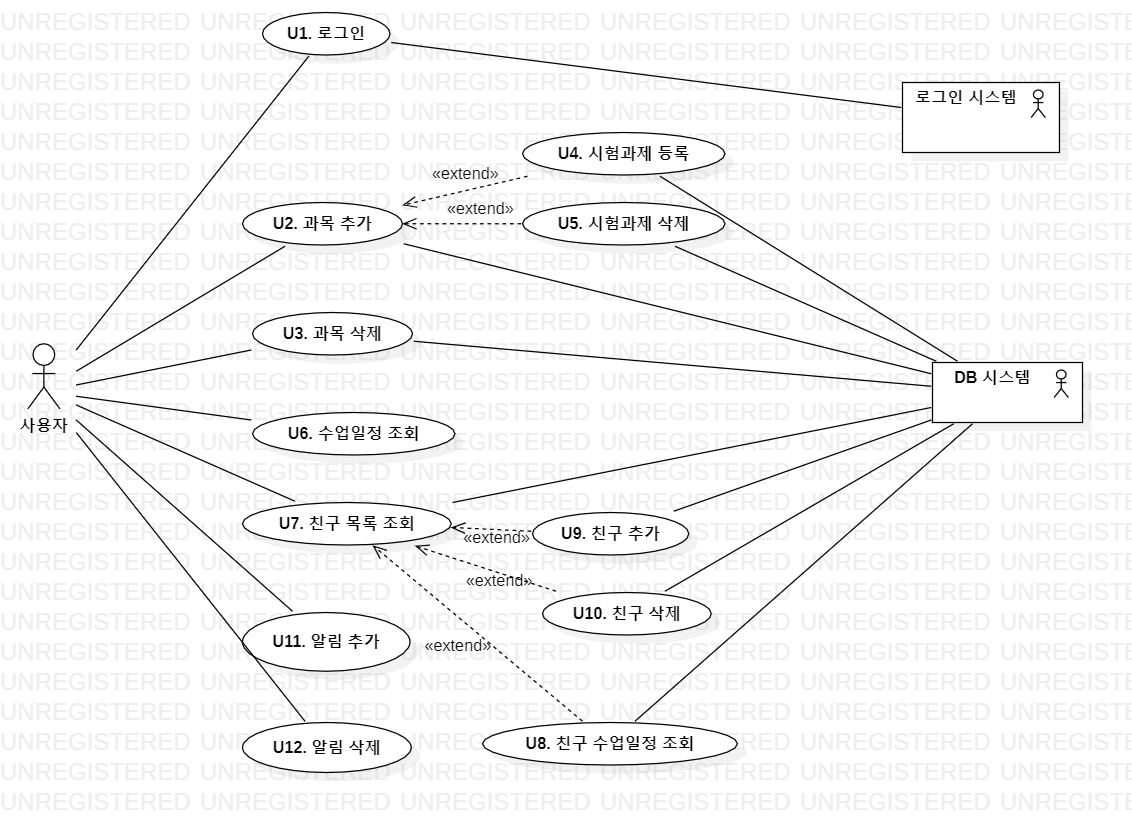 U1. 로그인
로그인 시스템
U4. 시험과제 등록
«extend»
«extend»
U2. 과목 추가
U5. 시험과제 삭제
U3. 과목 삭제
DB 시스템
사용자
U6. 수업일정 조회
U7. 친구 목록 조회
U9. 친구 추가
«extend»
«extend»
U10. 친구 삭제
U11. 알림 추가
«extend»
U12. 알림 삭제
U8. 친구 수업일정 조회
UNREGISTERED